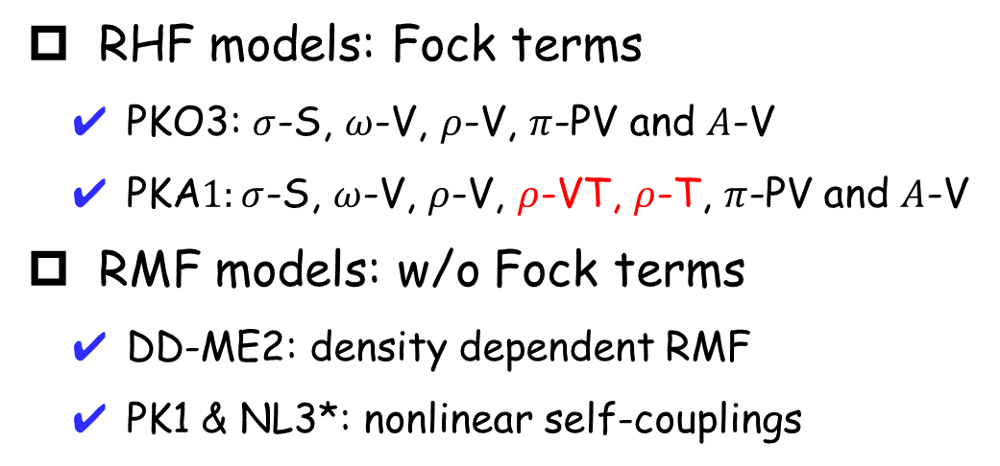 RHF models: Fock terms
✔ PKO3: σ-S, ω-V, ρ-V, π-PV and A-V
✔ PKA1: σ-S, ω-V, ρ-V, ρ-VT, ρ-T, π-PV and A-V
RMF models: w/o Fock terms
✔ DD-ME2: density dependent RMF
✔ PK1 & NL3*: nonlinear self-couplings